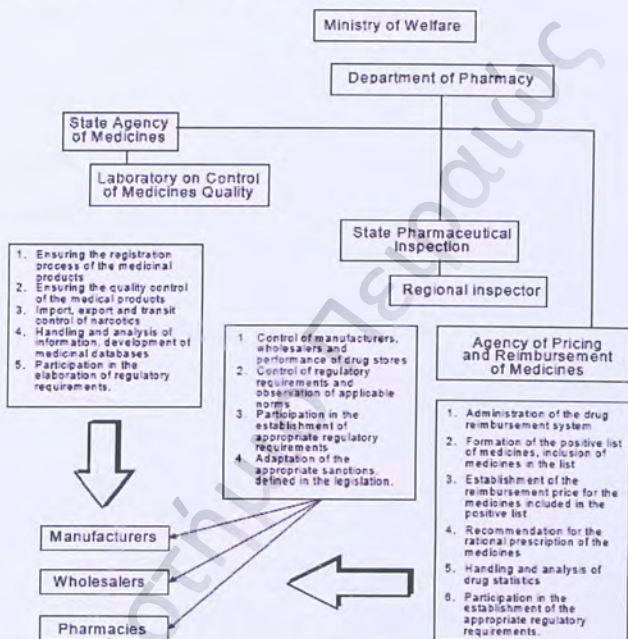 Ministry of Welfare
Department of Pharmacy
State Agency
of Medicines
Laboratory on Control
of Medicines Quality
State Pharmaceutical
Inspection
Regional inspector
1. Ensuring the registration
process of the medicinal
products
2. Ensuring the quality control
of the medical products
3. Import, export and transit
control of narcotics
4. Handling and analysis of
information, development of
medicinal databases
5. Participation in the
elaboration of regulatory
requirements.
1. Control of manufacturers,
wholesalers and
performance of drug stores
2. Control of regulatory
requirements and
observation of applicable
norms
3. Participation in the
establishment of
appropriate regulatory
requirements
4. Adaptation of the
appropriate sanctions,
defined in the legislation.
Agency of Pricing
and Reimbursement
of Medicines
1. Administration of the drug
reimbursement system
2. Formation of the positive list
of medicines, inclusion of
medicines in the list
3. Establishment of the
reimbursement price for the
medicines included in the
positive list
4. Recommendation for the
rational prescription of the
medicines
5. Handling and analysis of
drug statistics
6. Participation in the
establishment of the
appropriate regulatory
requirements.
Manufacturers
Wholesalers
Pharmacies
Πειραιώς